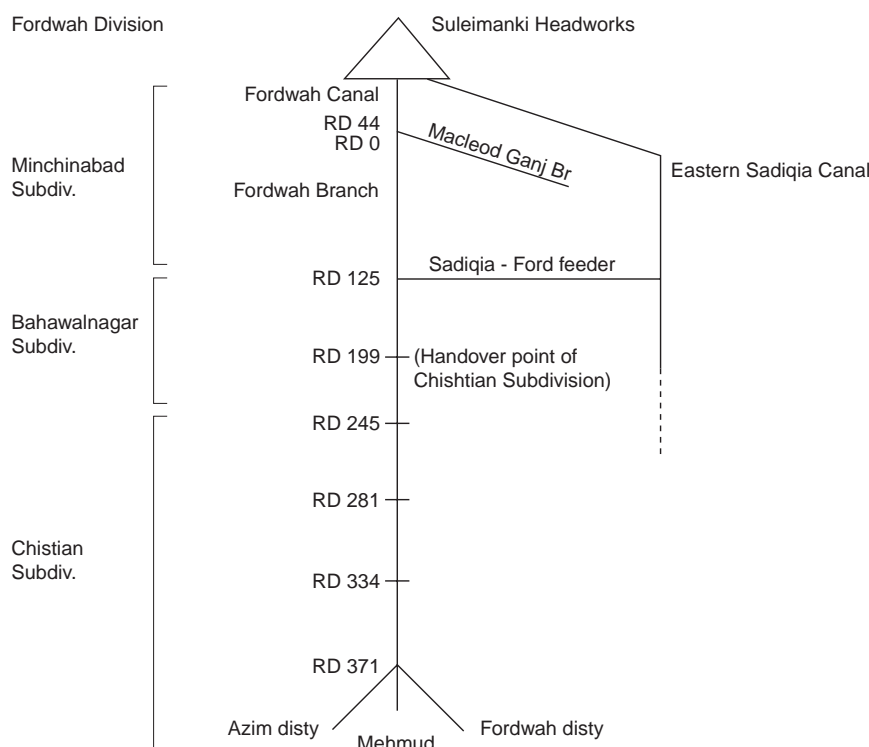 Fordwah Division
Suleimanki Headworks
Fordwah Canal
RD 44
RD 0
Macleod Ganj Br
Eastern Sadiqia Canal
Minchinabad
Subdiv.
Fordwah Branch
Sadiqia - Ford feeder
RD 125
Bahawalnagar
Subdiv.
RD 199
(Handover point of
Chishtian Subdivision)
RD 245
RD 281
Chistian
Subdiv.
RD 334
RD 371
Azim disty
Fordwah disty
Mehmud